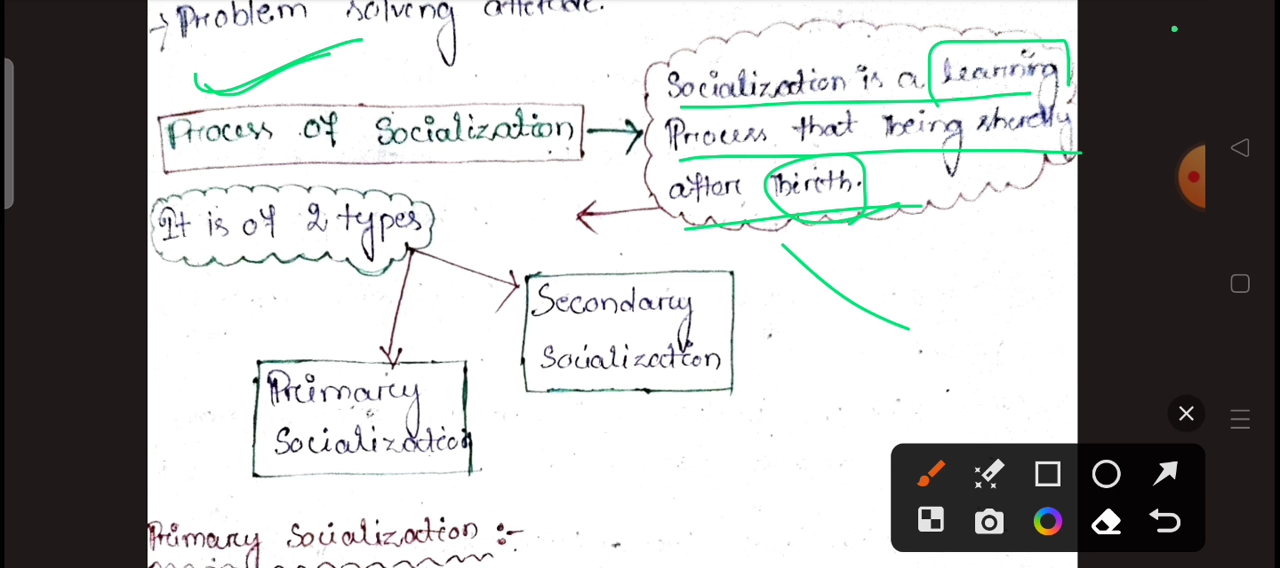 → Problem solving attitude.
Process of Socialization →
Socialization is a learning
Process that being shortly
after birth.
It is of 2 types
Secondary
Socialization
Primary
Socialization
Primary Socialization :-